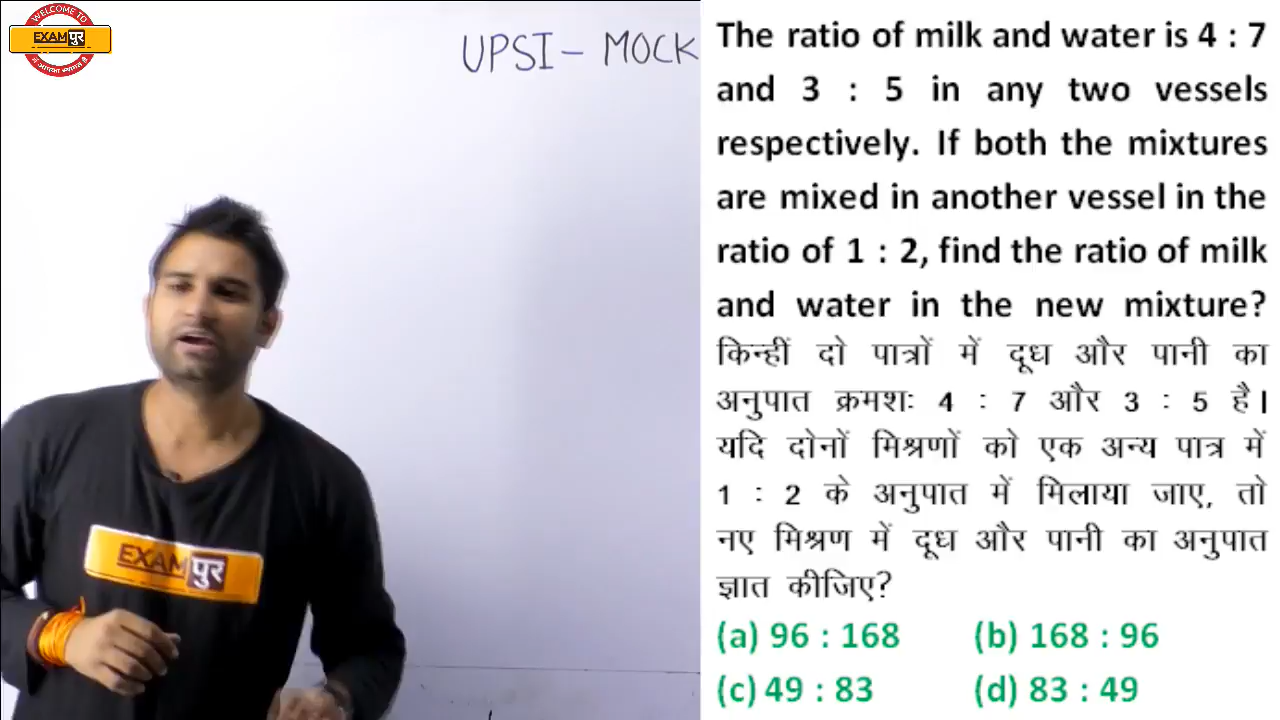 WELCOME TO
EXAMपुर
UPSI - MOCK
EXAMपुर
The ratio of milk and water is 4 : 7
and 3 : 5 in any two vessels
respectively. If both the mixtures
are mixed in another vessel in the
ratio of 1 : 2, find the ratio of milk
and water in the new mixture?
किन्हीं दो पात्रों में दूध और पानी का
अनुपात क्रमशः 4 : 7 और 3 : 5 है।
यदि दोनों मिश्रणों को एक अन्य पात्र में
1 : 2 के अनुपात में मिलाया जाए, तो
नए मिश्रण में दूध और पानी का अनुपात
ज्ञात कीजिए?
(a) 96 : 168 (b) 168 : 96
(c) 49 : 83 (d) 83 : 49